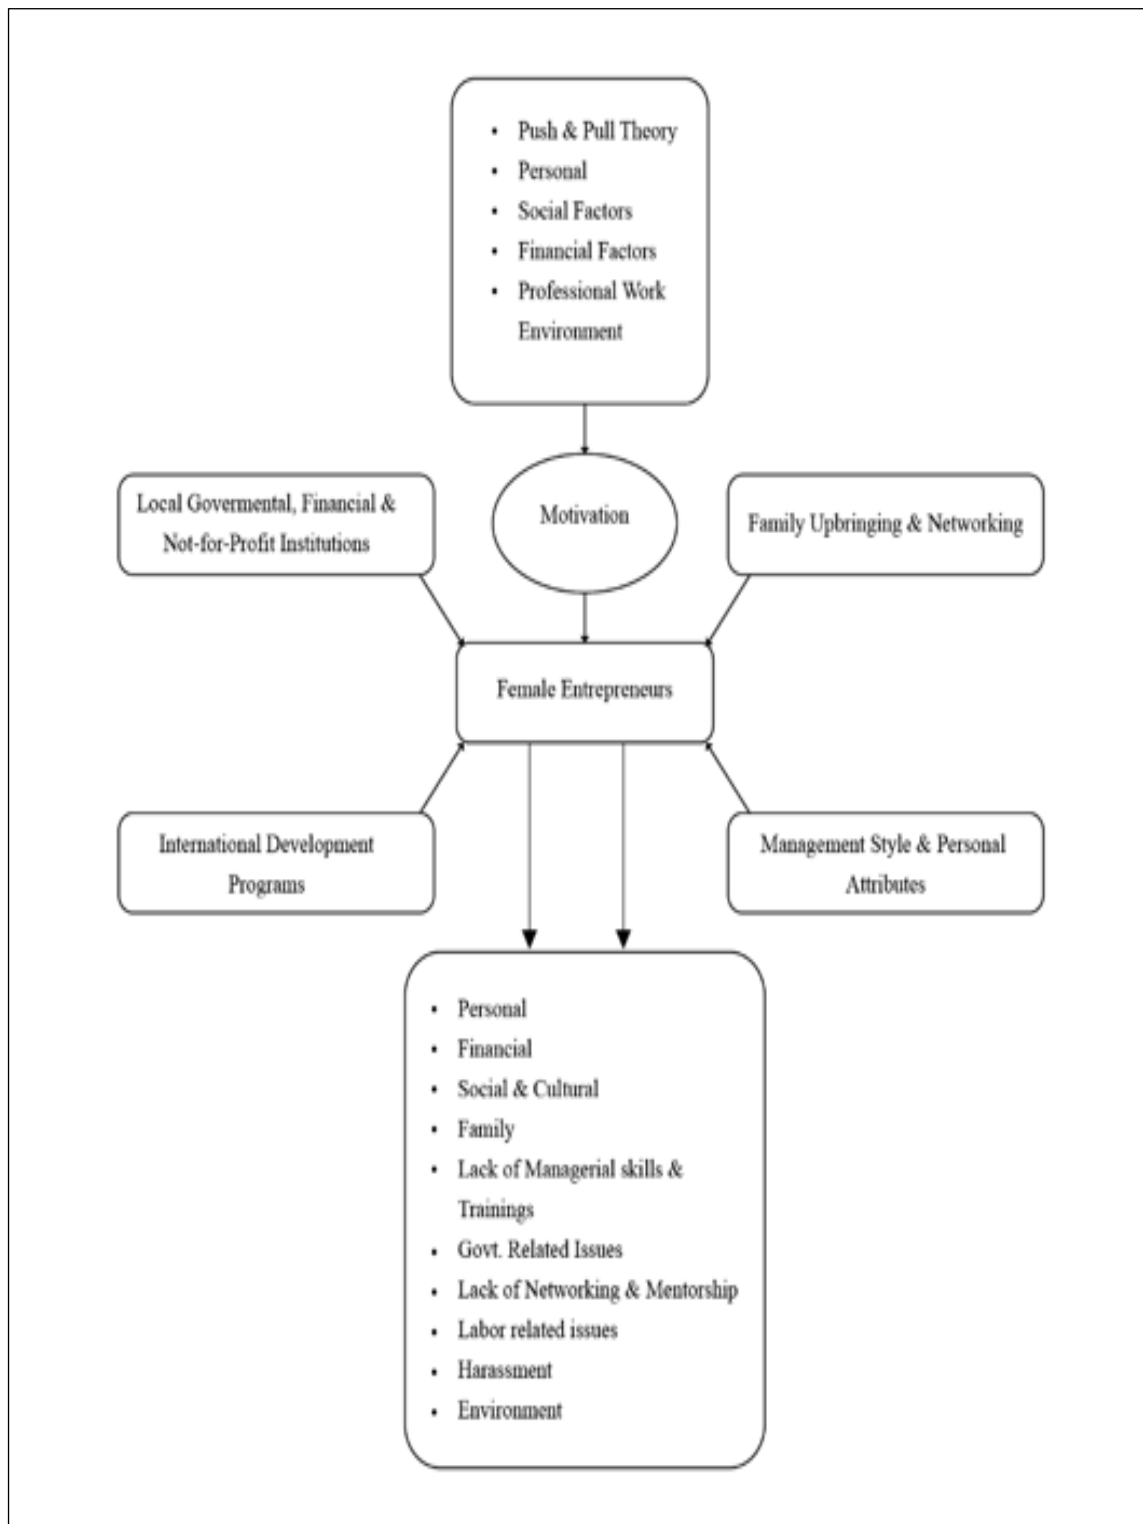 • Push & Pull Theory
• Personal
• Social Factors
• Financial Factors
• Professional Work
Environment
Motivation
Local Govermental, Financial &
Not-for-Profit Institutions
Family Upbringing & Networking
Female Entrepreneurs
International Development
Programs
Management Style & Personal
Attributes
• Personal
• Financial
• Social & Cultural
• Family
• Lack of Managerial skills &
Trainings
• Govt. Related Issues
• Lack of Networking & Mentorship
• Labor related issues
• Harassment
• Environment